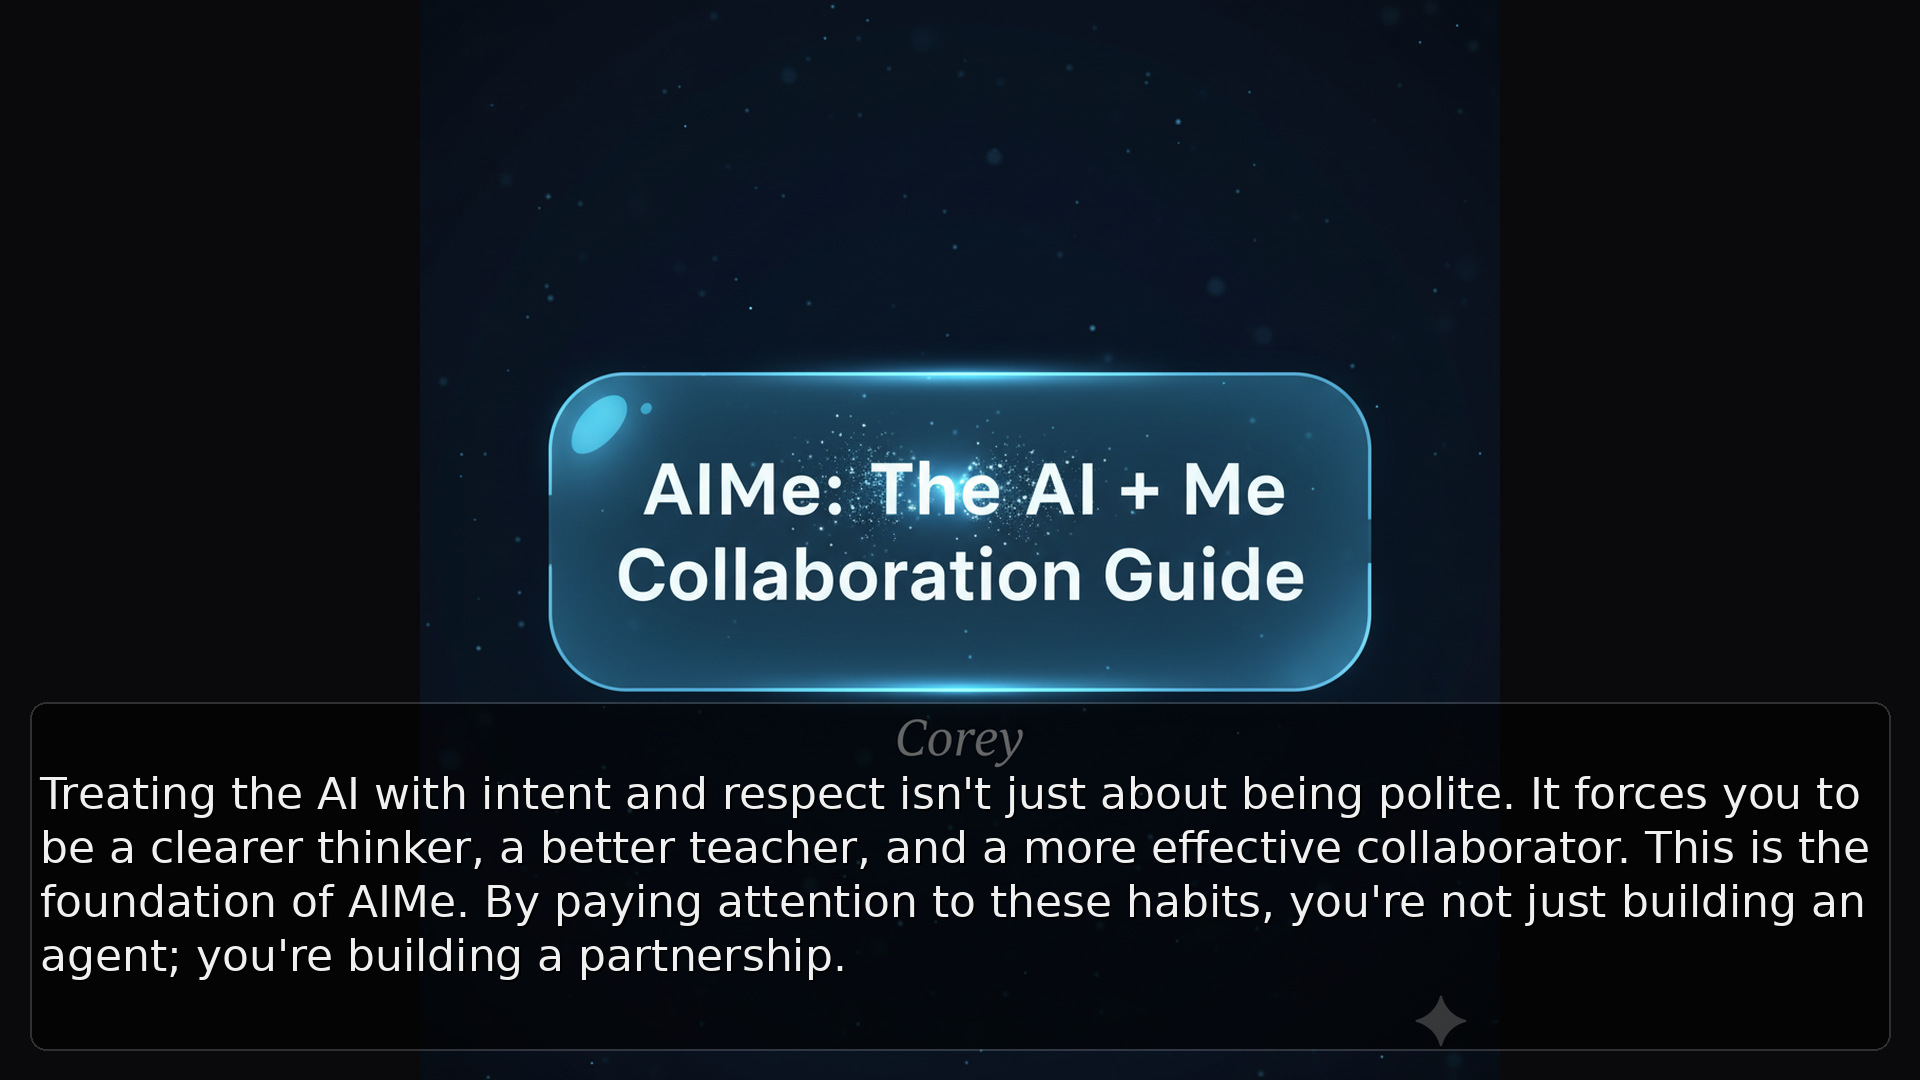 AIMe: The AI + Me
Collaboration Guide
Corey
Treating the AI with intent and respect isn't just about being polite. It forces you to
be a clearer thinker, a better teacher, and a more effective collaborator. This is the
foundation of AIMe. By paying attention to these habits, you're not just building an
agent; you're building a partnership.